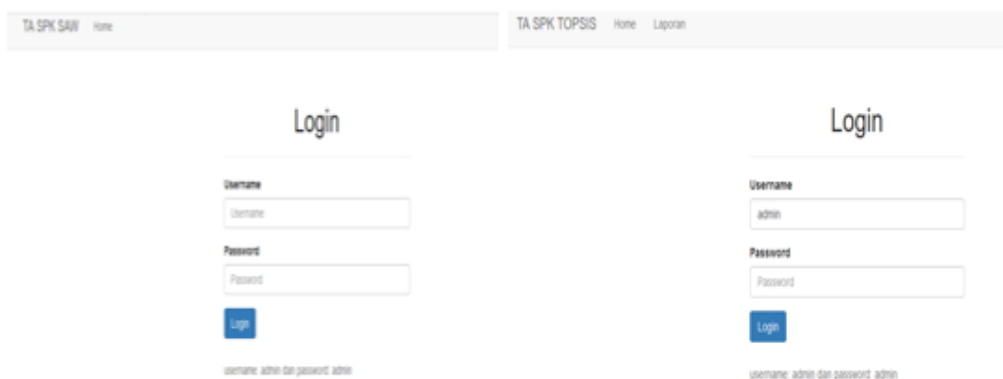 TA SPK SAW Home
Login
Username
Username
Password
Password
Login
username: admin dan password: admin
TA SPK TOPSIS Home Laporan
Login
Username
admin
Password
Password
Login
username: admin dan password: admin